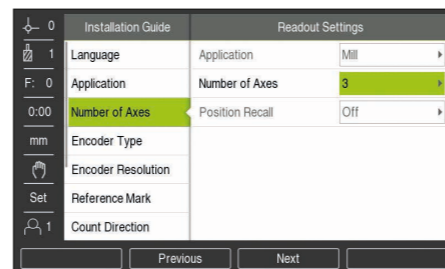 0
Installation Guide
Readout Settings
1
Language
Application
Mill
F: 0
Application
Number of Axes
3
0:00
Number of Axes
Position Recall
Off
mm
Encoder Type
Encoder Resolution
Set
Reference Mark
1
Count Direction
Previous
Next